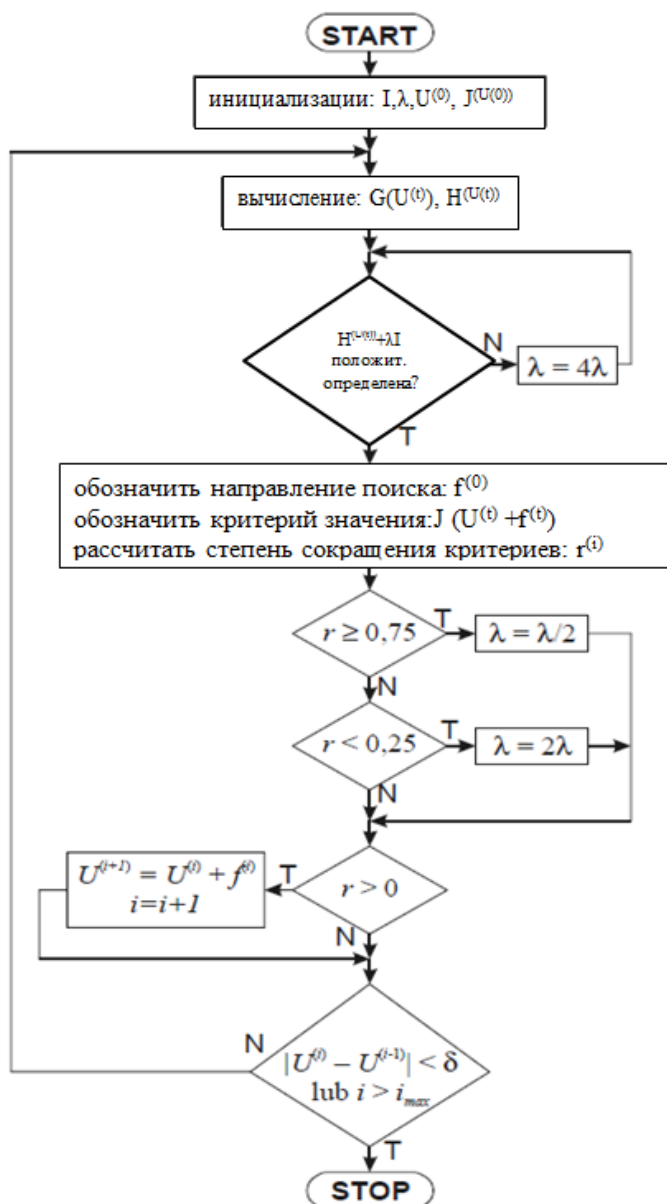 START
инициализации: I,λ,U⁽⁰⁾, J⁽ᵁ⁽⁰⁾⁾
вычисление: G(U⁽ᵗ⁾), H⁽ᵁ⁽ᵗ⁾⁾
+λI
положит.
определена?
N
λ = 4λ
T
обозначить направление поиска: f⁽⁰⁾
обозначить критерий значения:J (U⁽ᵗ⁾ +f⁽ᵗ⁾)
рассчитать степень сокращения критериев: r⁽ⁱ⁾
r ≥ 0,75
T
λ = λ/2
N
r < 0,25
T
λ = 2λ
N
r > 0
T
U⁽ⁱ⁺¹⁾ = U⁽ⁱ⁾ + f⁽ⁱ⁾
i=i+1
N
|U⁽ⁱ⁾ – U⁽ⁱ⁻¹⁾| < δ
lub i > iₘₐₓ
N
T
STOP